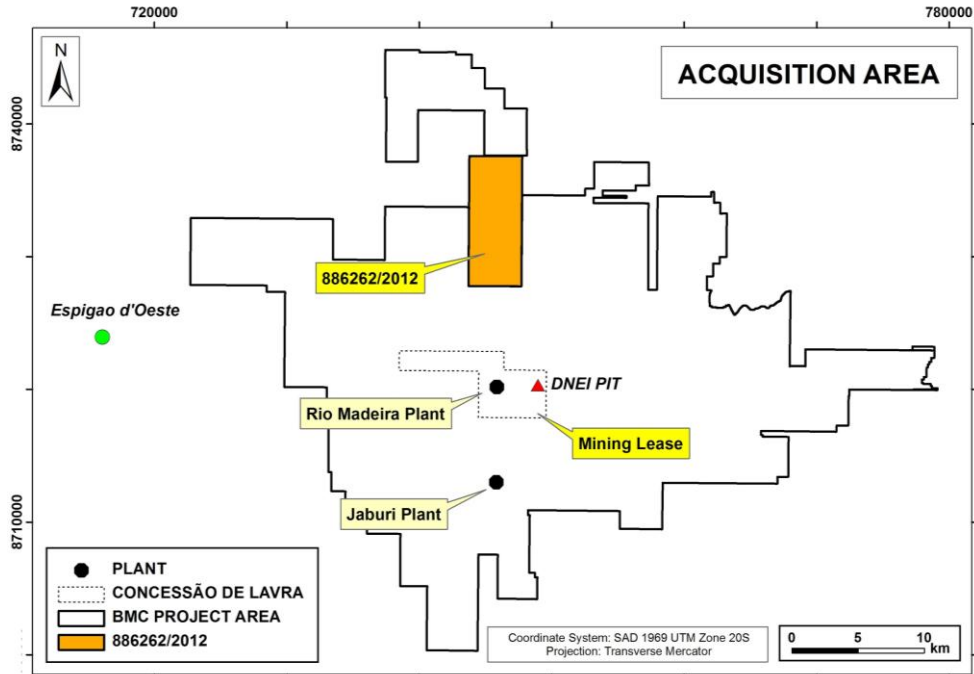 720000
780000
N
ACQUISITION AREA
8740000
886262/2012
Espigao d'Oeste
DNEI PIT
Rio Madeira Plant
Mining Lease
Jaburi Plant
8710000
PLANT
CONCESSÃO DE LAVRA
BMC PROJECT AREA
886262/2012
Coordinate System: SAD 1969 UTM Zone 20S
Projection: Transverse Mercator
0 5 10
km